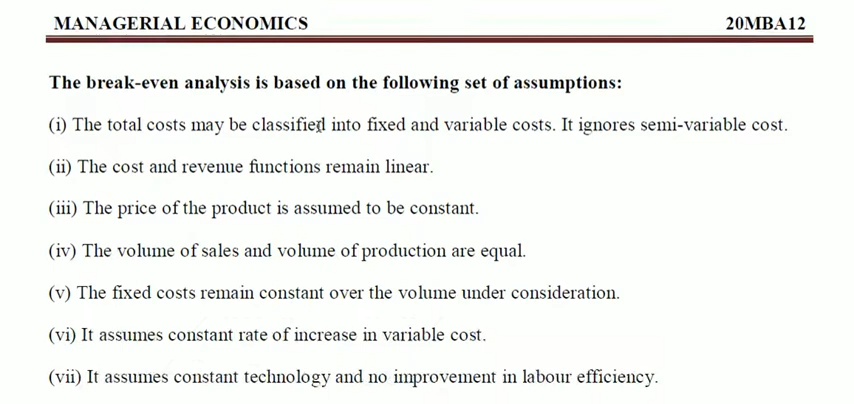 MANAGERIAL ECONOMICS 20MBA12
The break-even analysis is based on the following set of assumptions:
(i) The total costs may be classified into fixed and variable costs. It ignores semi-variable cost.
(ii) The cost and revenue functions remain linear.
(iii) The price of the product is assumed to be constant.
(iv) The volume of sales and volume of production are equal.
(v) The fixed costs remain constant over the volume under consideration.
(vi) It assumes constant rate of increase in variable cost.
(vii) It assumes constant technology and no improvement in labour efficiency.